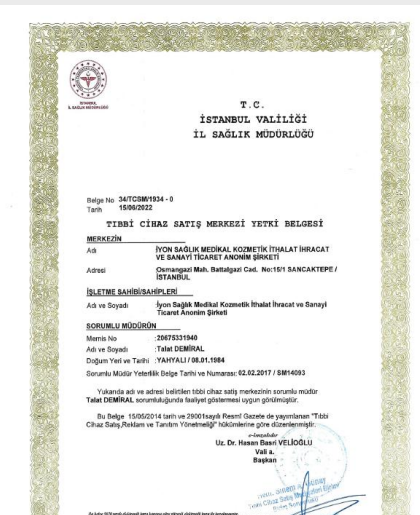 İSTANBUL
İL SAĞLIK MÜDÜRLÜĞÜ
T.C.
İSTANBUL VALİLİĞİ
İL SAĞLIK MÜDÜRLÜĞÜ
Belge No 34/TCSM/1934 - 0
Tarih 15/06/2022
TIBBİ CİHAZ SATIŞ MERKEZİ YETKİ BELGESİ
MERKEZİN
Adı İYON SAĞLIK MEDİKAL KOZMETİK İTHALAT İHRACAT
VE SANAYİ TİCARET ANONİM ŞİRKETİ
Adresi Osmangazi Mah. Battalgazi Cad. No:15/1 SANCAKTEPE /
İSTANBUL
İŞLETME SAHİBİ/SAHİPLERİ
Adı ve Soyadı :İyon Sağlık Medikal Kozmetik İthalat İhracat ve Sanayi
Ticaret Anonim Şirketi
SORUMLU MÜDÜRÜN
Memis No :20675331940
Adı ve Soyadı :Talat DEMİRAL
Doğum Yeri ve Tarihi :YAHYALI / 08.01.1984
Sorumlu Müdür Yeterlilik Belge Tarihi ve Numarası: 02.02.2017 / SM14093
Yukarıda adı ve adresi belirtilen tıbbi cihaz satış merkezinin sorumlu müdür
Talat DEMİRAL sorumluluğunda faaliyet göstermesi uygun görülmüştür.
Bu Belge 15/05/2014 tarih ve 29001sayılı Resmî Gazete de yayımlanan "Tıbbi
Cihaz Satış,Reklam ve Tanıtım Yönetmeliği" hükümlerine göre düzenlenmiştir.
e-imzalıdır
Uz. Dr. Hasan Basri VELİOĞLU
Vali a.
Başkan